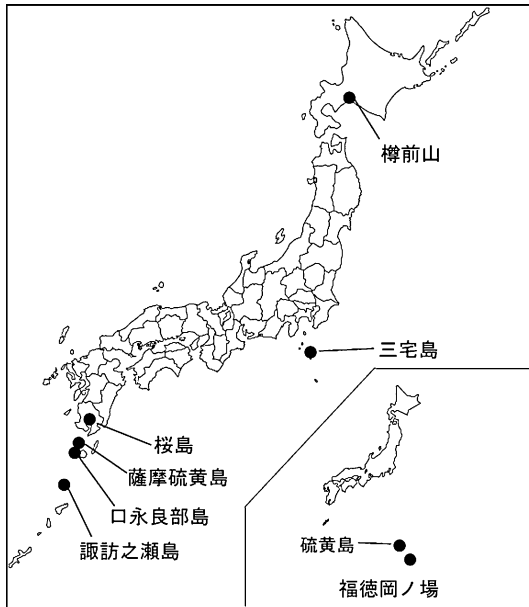 樽前山
三宅島
桜島
薩摩硫黄島
口永良部島
諏訪之瀬島
硫黄島
福徳岡ノ場